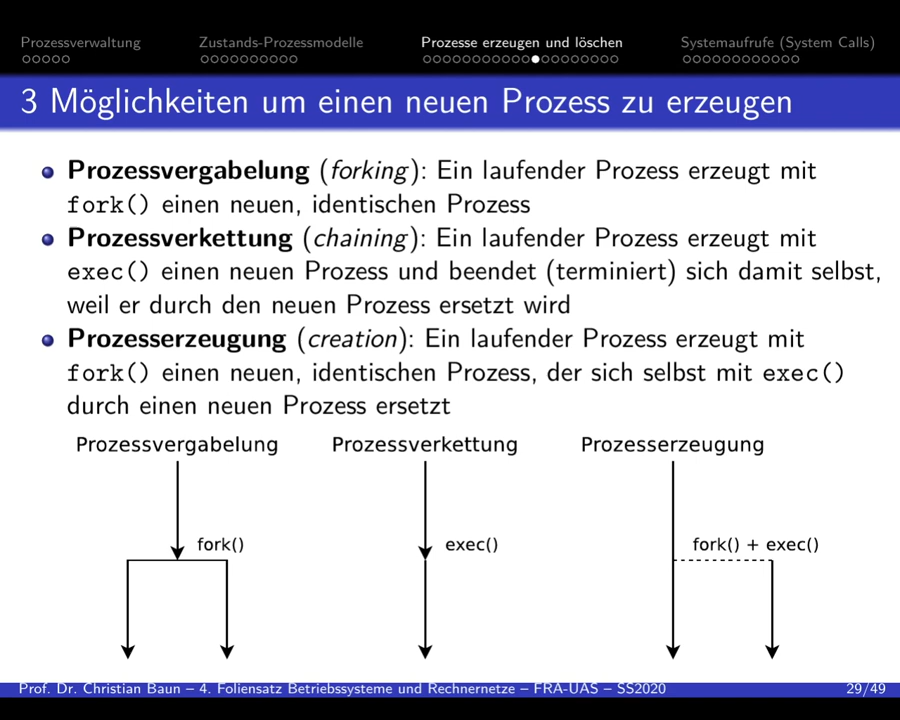 Prozessverwaltung Zustands-Prozessmodelle Prozesse erzeugen und löschen Systemaufrufe (System Calls)
3 Möglichkeiten um einen neuen Prozess zu erzeugen
Prozessvergabelung (forking): Ein laufender Prozess erzeugt mit
fork() einen neuen, identischen Prozess
Prozessverkettung (chaining): Ein laufender Prozess erzeugt mit
exec() einen neuen Prozess und beendet (terminiert) sich damit selbst,
weil er durch den neuen Prozess ersetzt wird
Prozesserzeugung (creation): Ein laufender Prozess erzeugt mit
fork() einen neuen, identischen Prozess, der sich selbst mit exec()
durch einen neuen Prozess ersetzt
Prozessvergabelung Prozessverkettung Prozesserzeugung
fork() exec() fork() + exec()
Prof. Dr. Christian Baun – 4. Foliensatz Betriebssysteme und Rechnernetze – FRA-UAS – SS2020 29/49